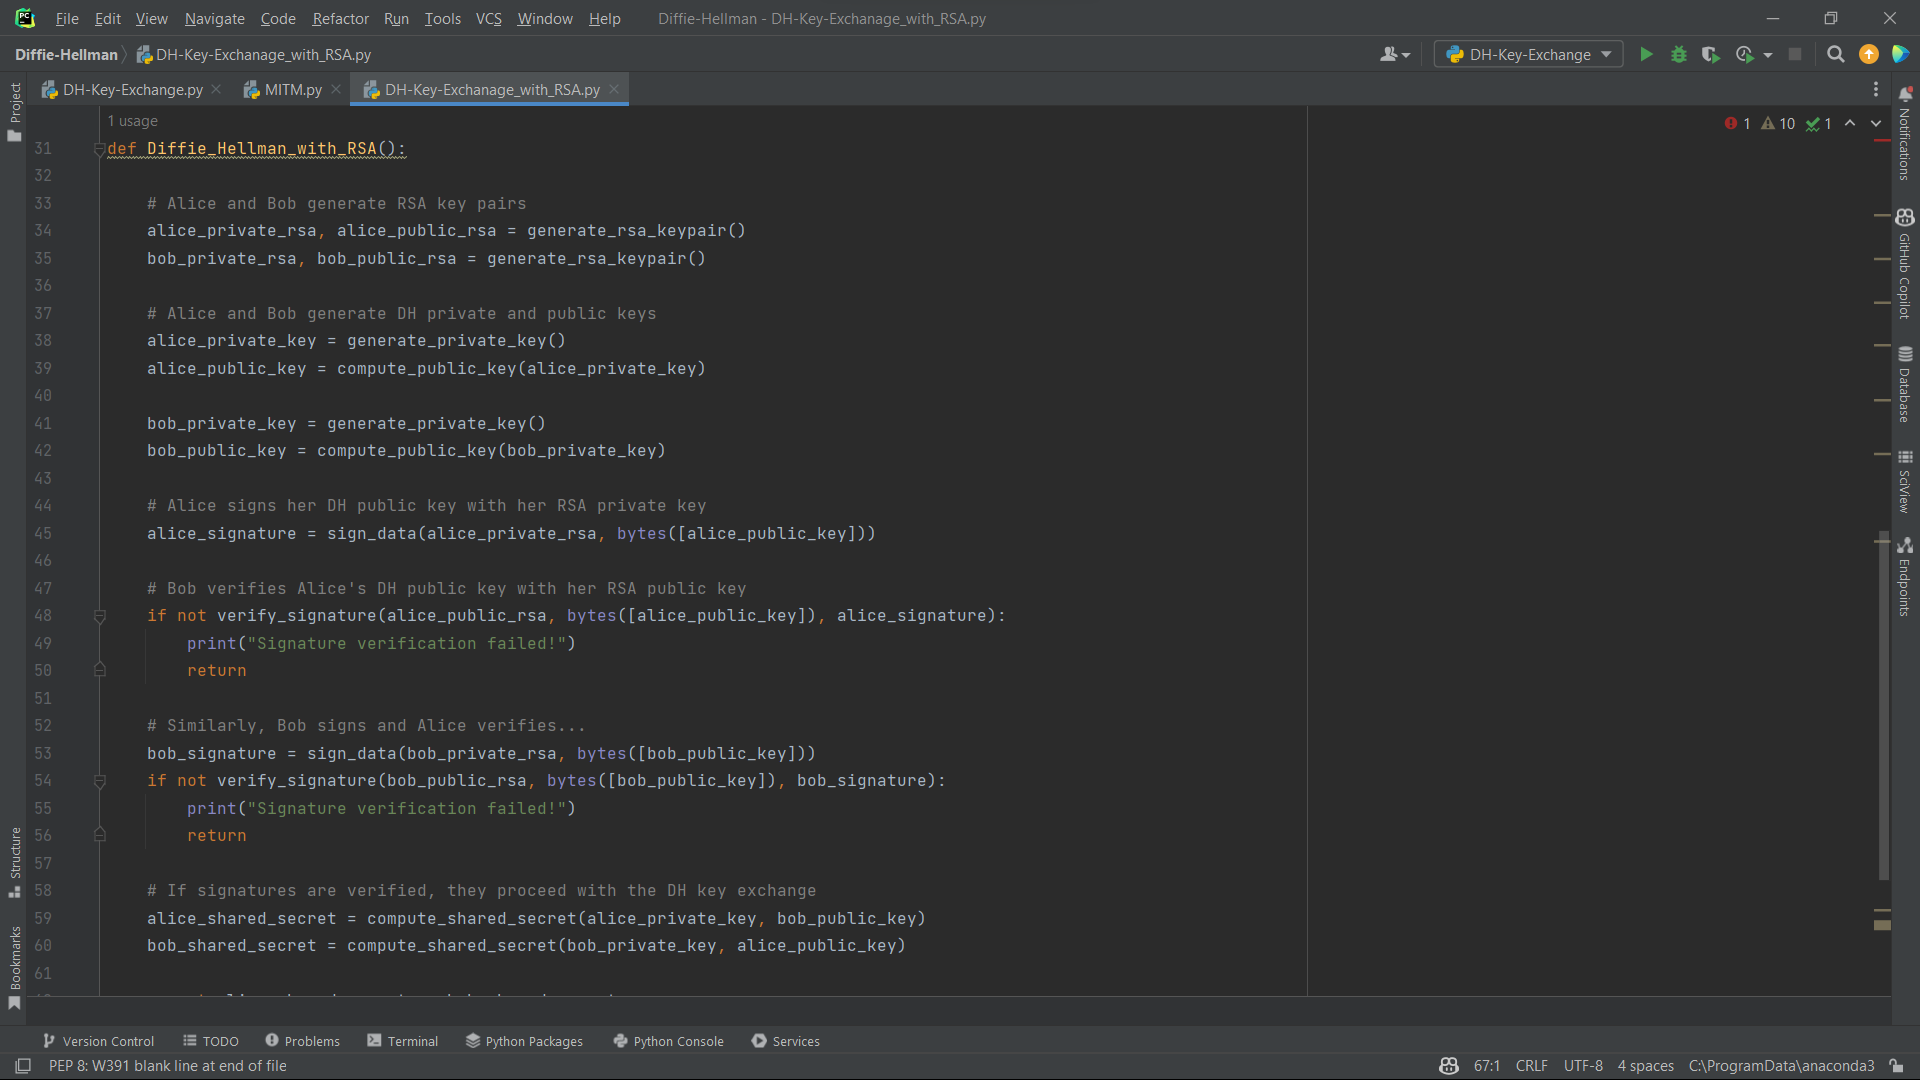 File Edit View Navigate Code Refactor Run Tools VCS Window Help Diffie-Hellman - DH-Key-Exchanage_with_RSA.py
Diffie-Hellman DH-Key-Exchanage_with_RSA.py DH-Key-Exchange
DH-Key-Exchange.py MITM.py DH-Key-Exchanage_with_RSA.py
1 usage
1 10 1
31 def Diffie_Hellman_with_RSA():
32
33 # Alice and Bob generate RSA key pairs
34 alice_private_rsa, alice_public_rsa = generate_rsa_keypair()
35 bob_private_rsa, bob_public_rsa = generate_rsa_keypair()
36
37 # Alice and Bob generate DH private and public keys
38 alice_private_key = generate_private_key()
39 alice_public_key = compute_public_key(alice_private_key)
40
41 bob_private_key = generate_private_key()
42 bob_public_key = compute_public_key(bob_private_key)
43
44 # Alice signs her DH public key with her RSA private key
45 alice_signature = sign_data(alice_private_rsa, bytes([alice_public_key]))
46
47 # Bob verifies Alice's DH public key with her RSA public key
48 if not verify_signature(alice_public_rsa, bytes([alice_public_key]), alice_signature):
49 print("Signature verification failed!")
50 return
51
52 # Similarly, Bob signs and Alice verifies...
53 bob_signature = sign_data(bob_private_rsa, bytes([bob_public_key]))
54 if not verify_signature(bob_public_rsa, bytes([bob_public_key]), bob_signature):
55 print("Signature verification failed!")
56 return
57
58 # If signatures are verified, they proceed with the DH key exchange
59 alice_shared_secret = compute_shared_secret(alice_private_key, bob_public_key)
60 bob_shared_secret = compute_shared_secret(bob_private_key, alice_public_key)
61
Project
Structure
Bookmarks
Notifications
GitHub Copilot
Database
SciView
Endpoints
Version Control TODO Problems Terminal Python Packages Python Console Services
PEP 8: W391 blank line at end of file 67:1 CRLF UTF-8 4 spaces C:\ProgramData\anaconda3